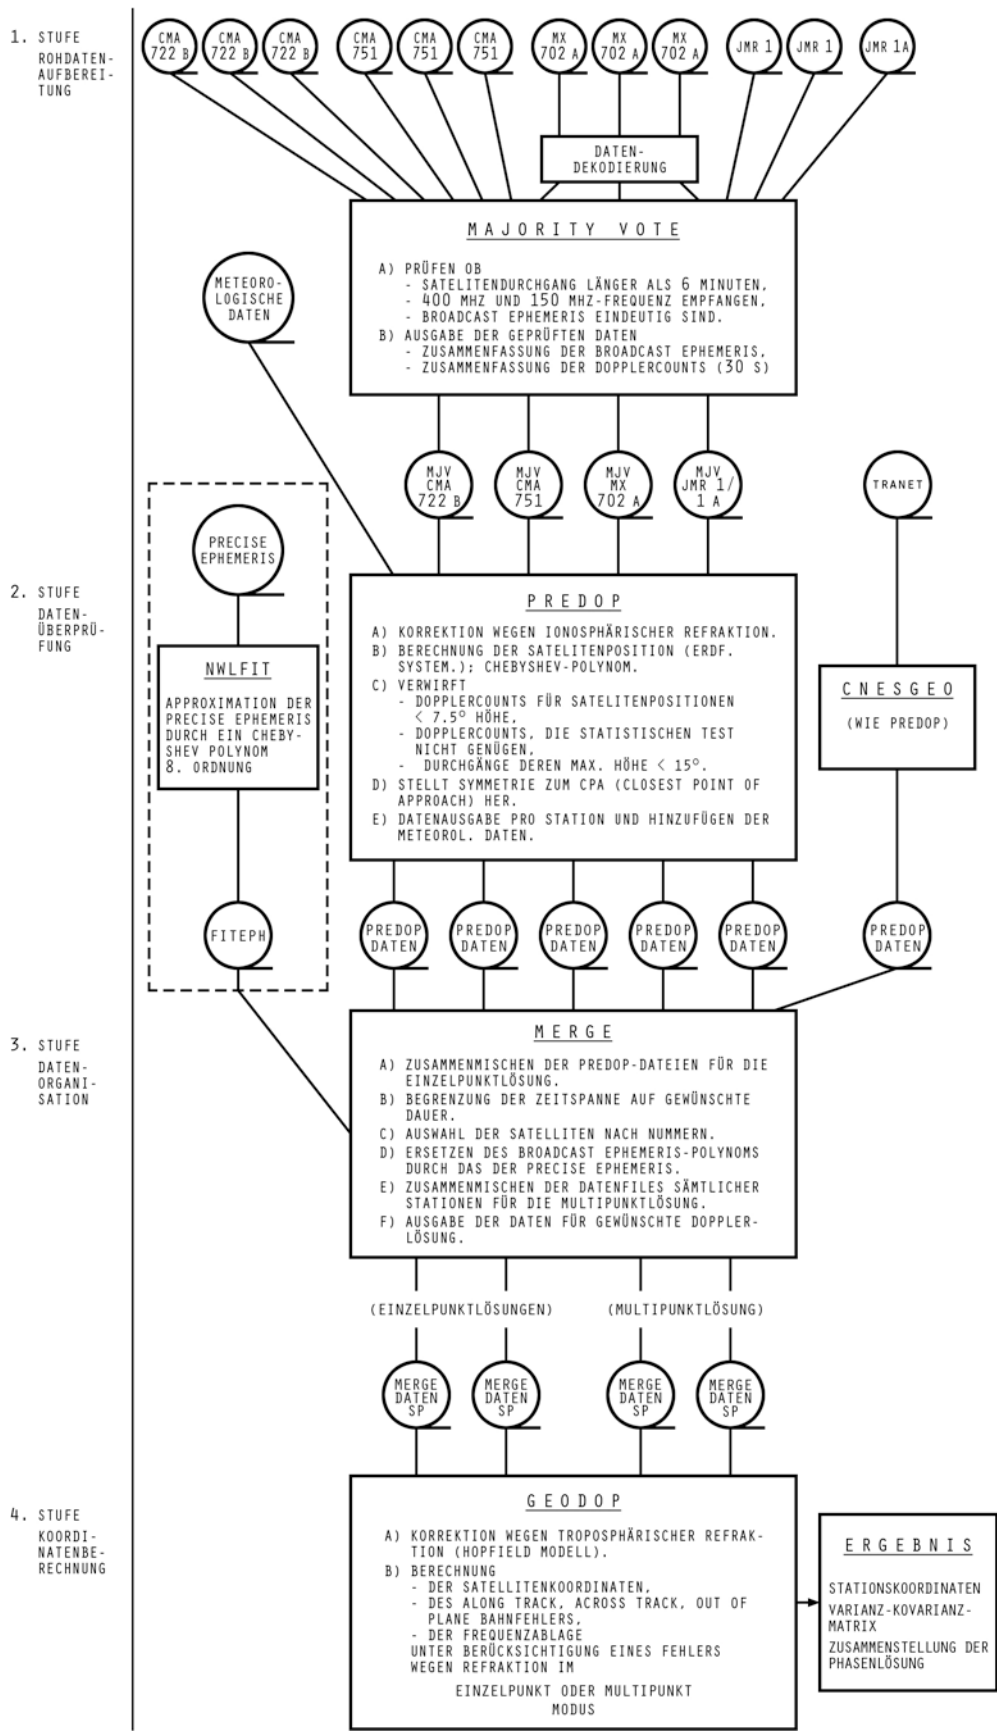 1. STUFE
ROHDATEN-
AUFBEREI-
TUNG
CMA
722 B
CMA
722 B
CMA
722 B
CMA
751
CMA
751
CMA
751
MX
702 A
MX
702 A
MX
702 A
JMR 1
JMR 1
JMR 1A
DATEN-
DEKODIERUNG
MAJORITY VOTE
A) PRÜFEN OB
- SATELITENDURCHGANG LÄNGER ALS 6 MINUTEN,
- 400 MHZ UND 150 MHZ-FREQUENZ EMPFANGEN,
- BROADCAST EPHEMERIS EINDEUTIG SIND.
B) AUSGABE DER GEPRÜFTEN DATEN
- ZUSAMMENFASSUNG DER BROADCAST EPHEMERIS,
- ZUSAMMENFASSUNG DER DOPPLERCOUNTS (30 S)
METEORO-
LOGISCHE
DATEN
MJV
CMA
722 B
MJV
CMA
751
MJV
MX
702 A
MJV
JMR 1/
1 A
TRANET
2. STUFE
DATEN-
ÜBERPRÜ-
FUNG
PRECISE
EPHEMERIS
NWLFIT
APPROXIMATION DER
PRECISE EPHEMERIS
DURCH EIN CHEBY-
SHEV POLYNOM
8. ORDNUNG
FITEPH
PREDOP
A) KORREKTION WEGEN IONOSPHÄRISCHER REFRAKTION.
B) BERECHNUNG DER SATELITENPOSITION (ERDF.
SYSTEM.); CHEBYSHEV-POLYNOM.
C) VERWIRFT
- DOPPLERCOUNTS FÜR SATELITENPOSITIONEN
< 7.5° HÖHE,
- DOPPLERCOUNTS, DIE STATISTISCHEN TEST
NICHT GENÜGEN,
- DURCHGÄNGE DEREN MAX. HÖHE < 15°.
D) STELLT SYMMETRIE ZUM CPA (CLOSEST POINT OF
APPROACH) HER.
E) DATENAUSGABE PRO STATION UND HINZUFÜGEN DER
METEOROL. DATEN.
CNESGEO
(WIE PREDOP)
PREDOP
DATEN
PREDOP
DATEN
PREDOP
DATEN
PREDOP
DATEN
PREDOP
DATEN
PREDOP
DATEN
3. STUFE
DATEN-
ORGANI-
SATION
MERGE
A) ZUSAMMENMISCHEN DER PREDOP-DATEIEN FÜR DIE
EINZELPUNKTLÖSUNG.
B) BEGRENZUNG DER ZEITSPANNE AUF GEWÜNSCHTE
DAUER.
C) AUSWAHL DER SATELLITEN NACH NUMMERN.
D) ERSETZEN DES BROADCAST EPHEMERIS-POLYNOMS
DURCH DAS DER PRECISE EPHEMERIS.
E) ZUSAMMENMISCHEN DER DATENFILES SÄMTLICHER
STATIONEN FÜR DIE MULTIPUNKTLÖSUNG.
F) AUSGABE DER DATEN FÜR GEWÜNSCHTE DOPPLER-
LÖSUNG.
(EINZELPUNKTLÖSUNGEN)
(MULTIPUNKTLÖSUNG)
MERGE
DATEN
SP
MERGE
DATEN
SP
MERGE
DATEN
SP
MERGE
DATEN
SP
4. STUFE
KOORDI-
NATENBE-
RECHNUNG
GEODOP
A) KORREKTION WEGEN TROPOSPHÄRISCHER REFRAK-
TION (HOPFIELD MODELL).
B) BERECHNUNG
- DER SATELLITENKOORDINATEN,
- DES ALONG TRACK, ACROSS TRACK, OUT OF
PLANE BAHNFEHLERS,
- DER FREQUENZABLAGE
UNTER BERÜCKSICHTIGUNG EINES FEHLERS
WEGEN REFRAKTION IM
EINZELPUNKT ODER MULTIPUNKT
MODUS
ERGEBNIS
STATIONSKOORDINATEN
VARIANZ-KOVARIANZ-
MATRIX
ZUSAMMENSTELLUNG DER
PHASENLÖSUNG